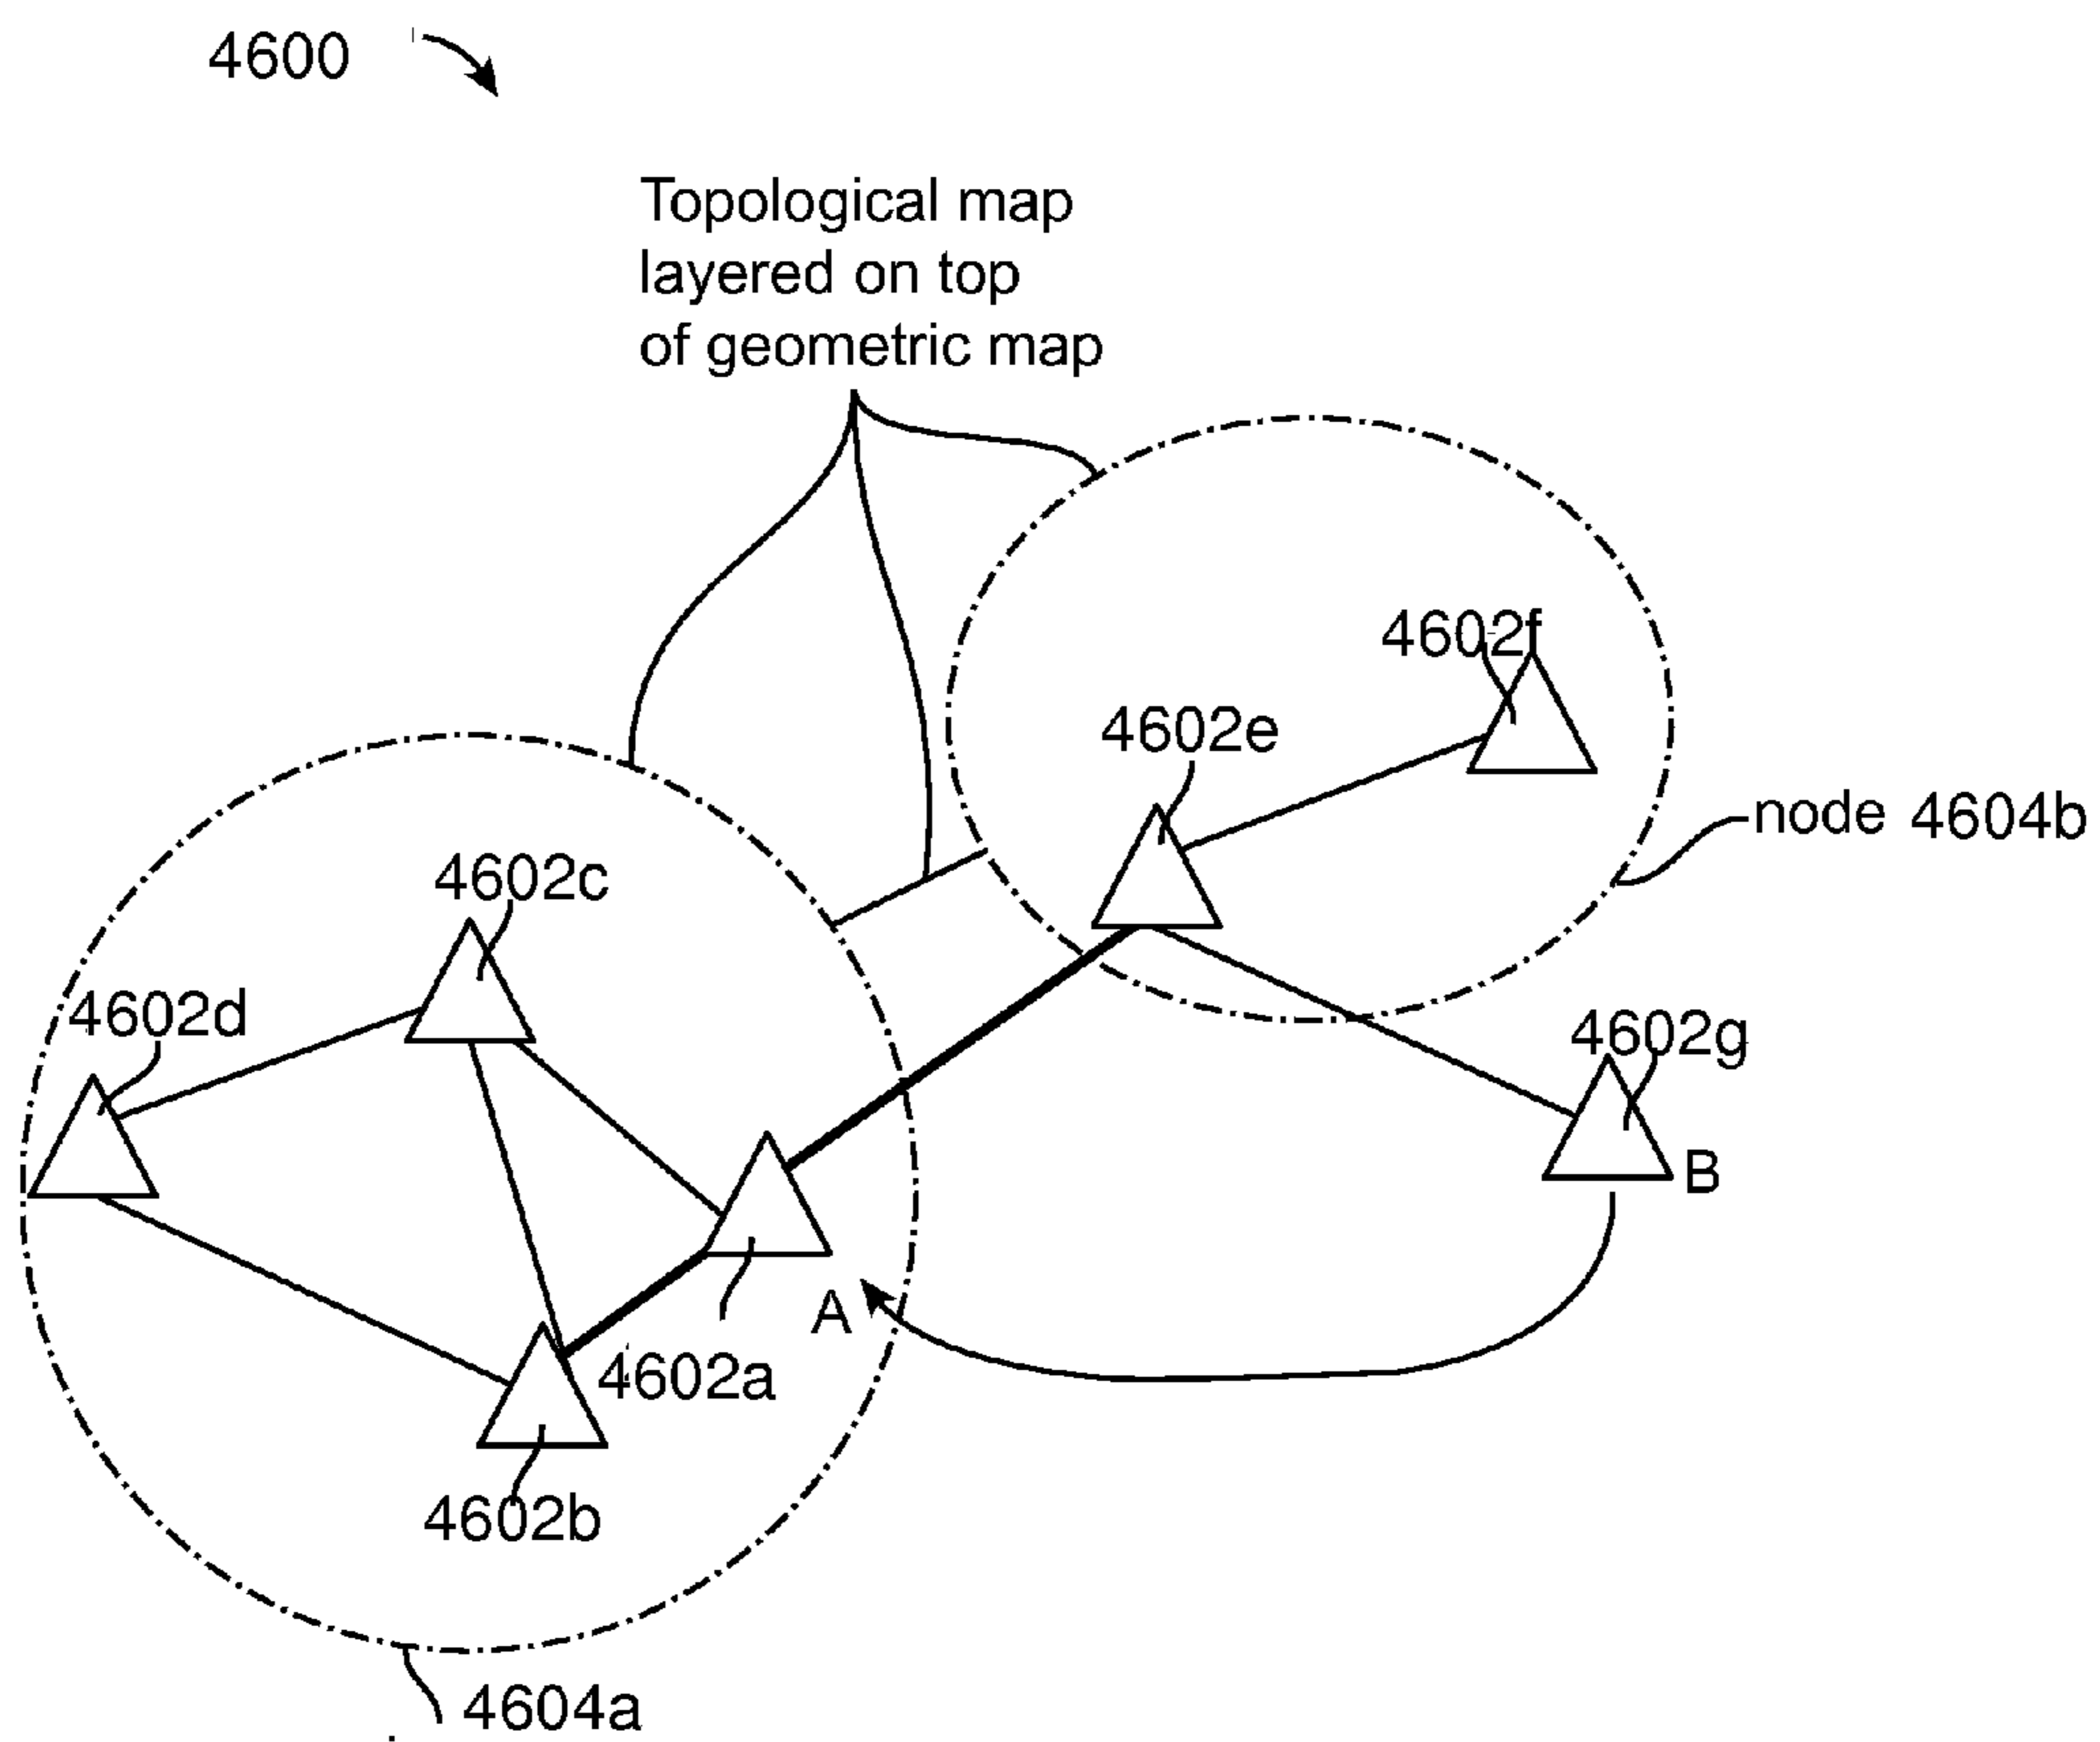 4600
Topological map
layered on top
of geometric map
4602f
4602e
node 4604b
4602c
4602d
4602g
B
A
4602a
4602b
4604a